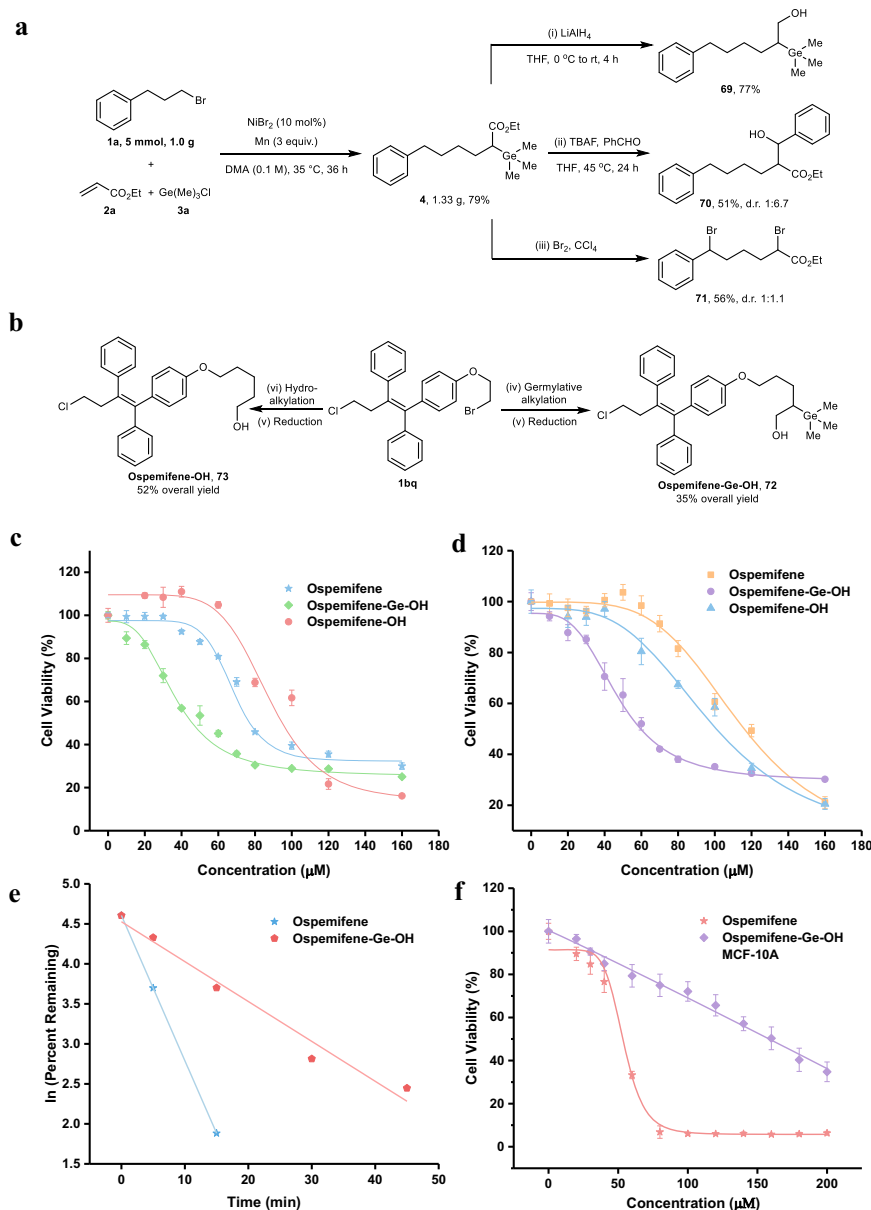 a
Br
1a, 5 mmol, 1.0 g
+
CO₂Et + Ge(Me)₃Cl
2a 3a
NiBr₂ (10 mol%)
Mn (3 equiv.)
DMA (0.1 M), 35 °C, 36 h
CO₂Et
Me
Ge
Me
Me
4, 1.33 g, 79%
(i) LiAlH₄
THF, 0 °C to rt, 4 h
OH
Me
Ge
Me
Me
69, 77%
(ii) TBAF, PhCHO
THF, 45 °C, 24 h
HO
CO₂Et
70, 51%, d.r. 1:6.7
(iii) Br₂, CCl₄
Br Br
CO₂Et
71, 56%, d.r. 1:1.1
b
Cl
O
OH
Ospemifene-OH, 73
52% overall yield
(vi) Hydro-
alkylation
(v) Reduction
Cl
O
Br
1bq
(iv) Germylative
alkylation
(v) Reduction
Cl
O
Me
Ge
Me
OH Me
Ospemifene-Ge-OH, 72
35% overall yield
c
Cell Viability (%)
120
100
80
60
40
20
0
0 20 40 60 80 100 120 140 160 180
Concentration (μM)
Ospemifene
Ospemifene-Ge-OH
Ospemifene-OH
d
Cell Viability (%)
120
100
80
60
40
20
0 20 40 60 80 100 120 140 160 180
Concentration (μM)
Ospemifene
Ospemifene-Ge-OH
Ospemifene-OH
e
ln (Percent Remaining)
5.0
4.5
4.0
3.5
3.0
2.5
2.0
1.5
0 10 20 30 40 50
Time (min)
Ospemifene
Ospemifene-Ge-OH
f
Cell Viability (%)
120
100
80
60
40
20
0
0 50 100 150 200
Concentration (μM)
Ospemifene
Ospemifene-Ge-OH
MCF-10A